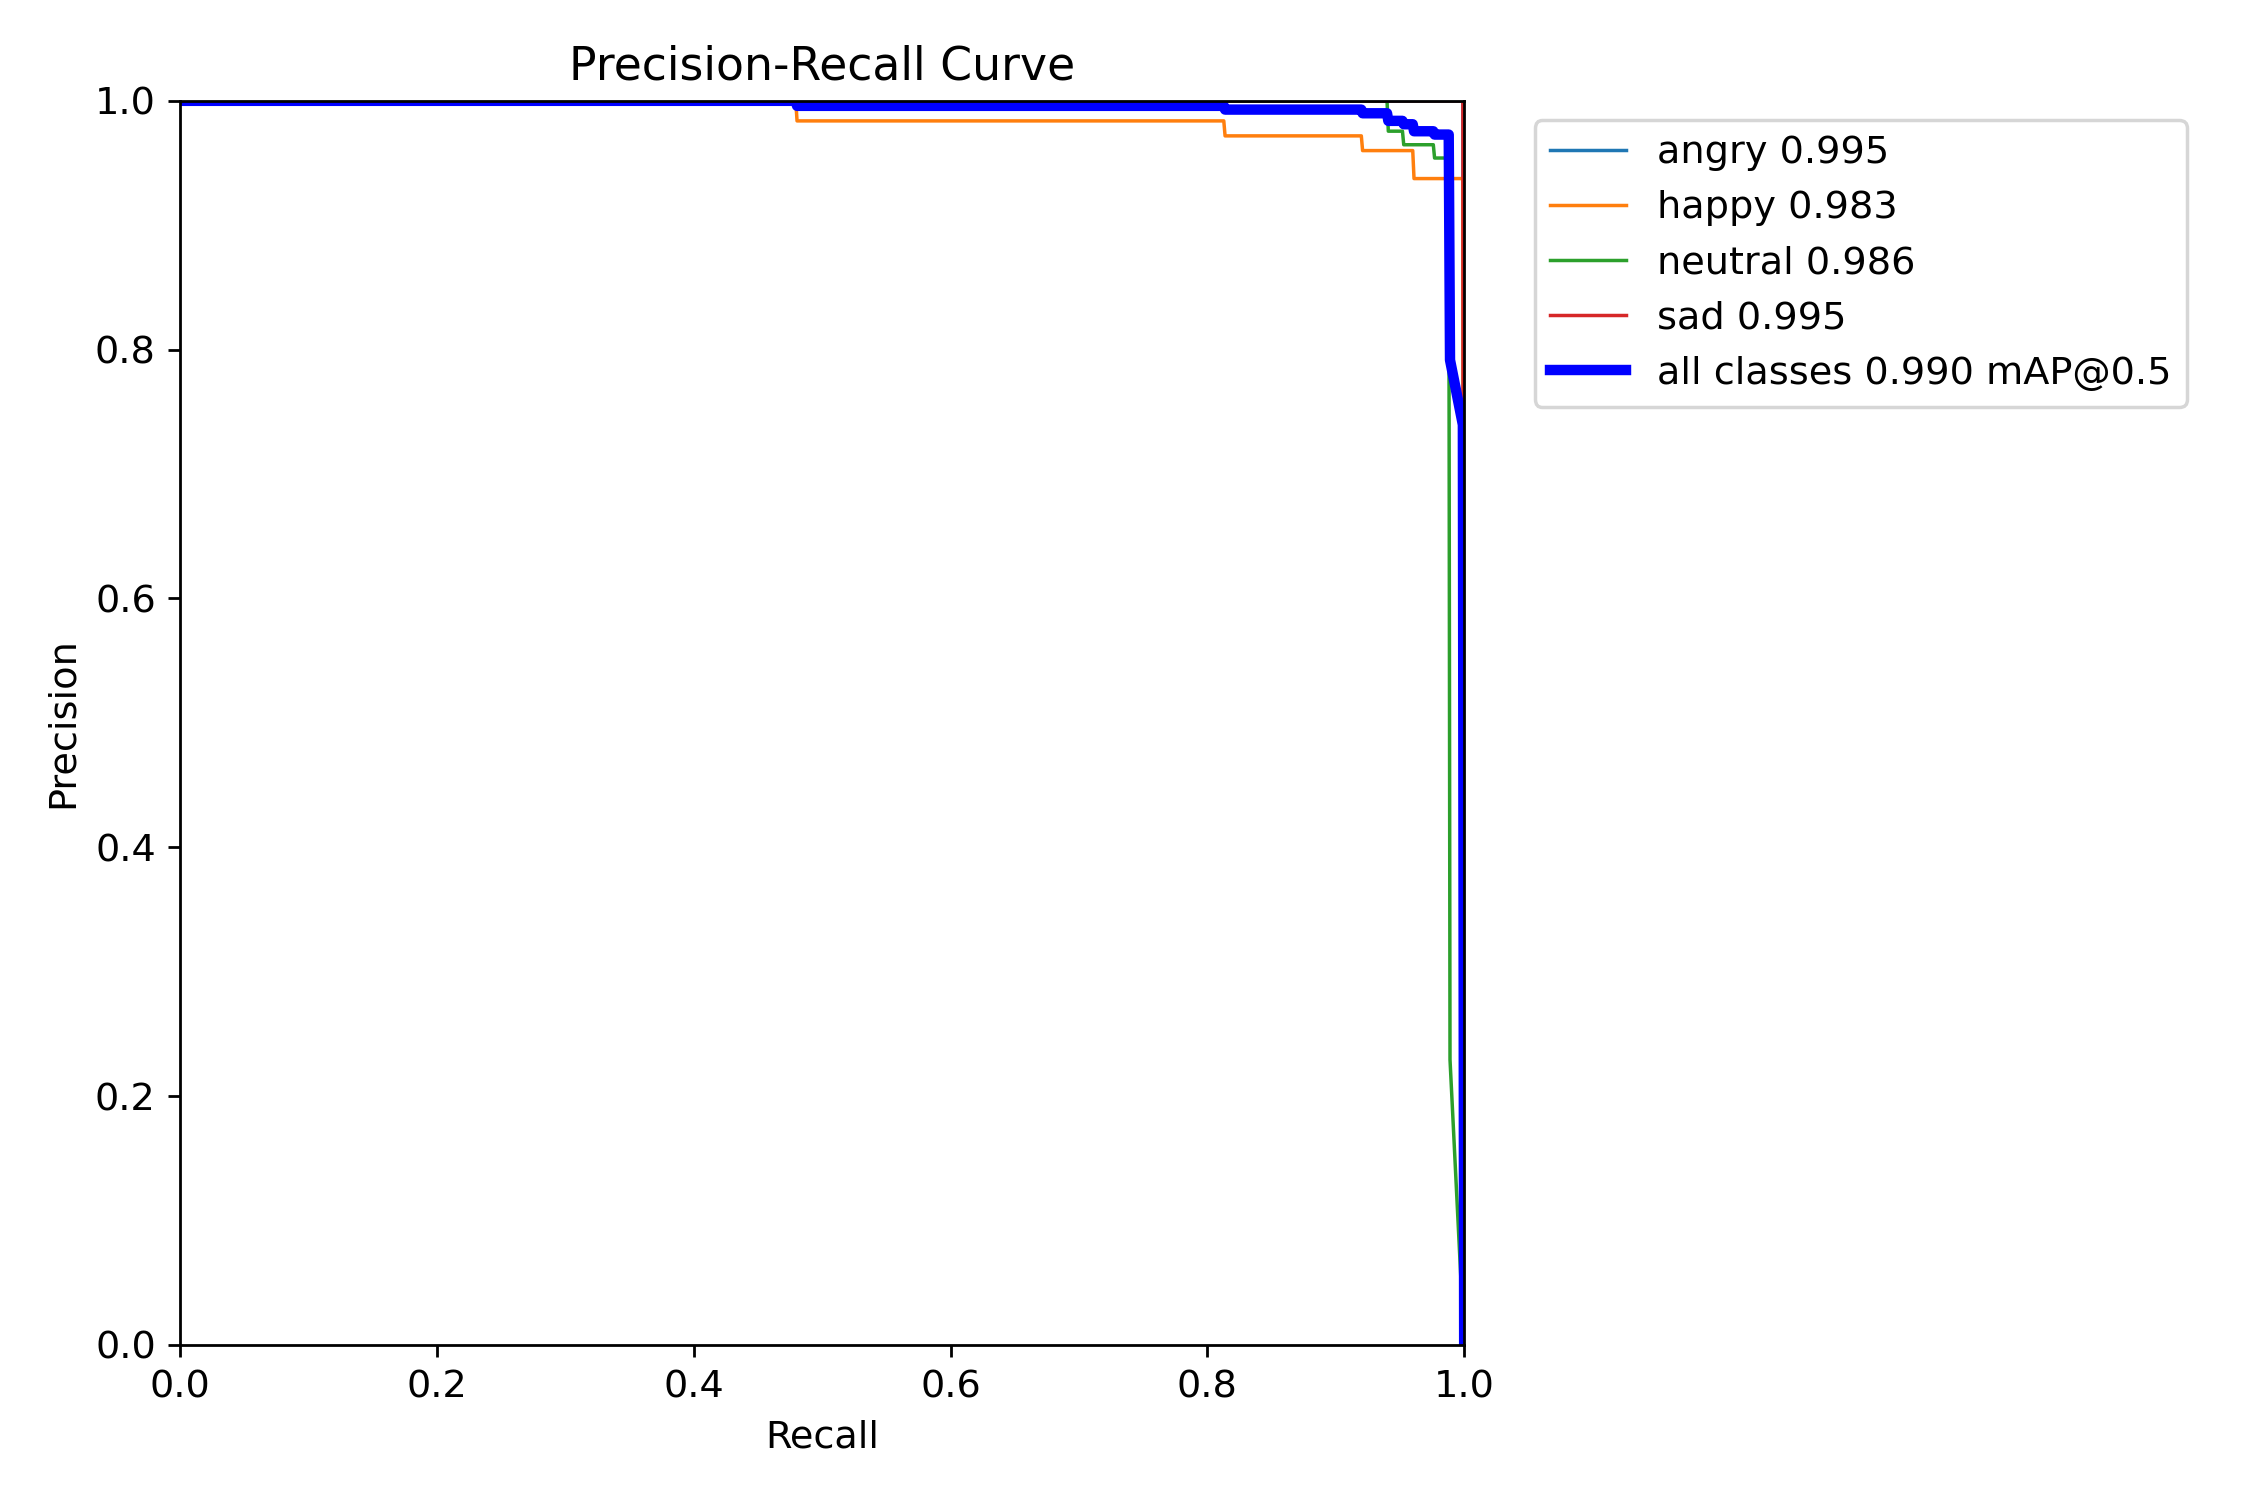 Precision-Recall Curve
1.0
0.8
0.6
0.4
0.2
0.0
Precision
0.0 0.2 0.4 0.6 0.8 1.0
Recall
angry 0.995
happy 0.983
neutral 0.986
sad 0.995
all classes 0.990 mAP@0.5